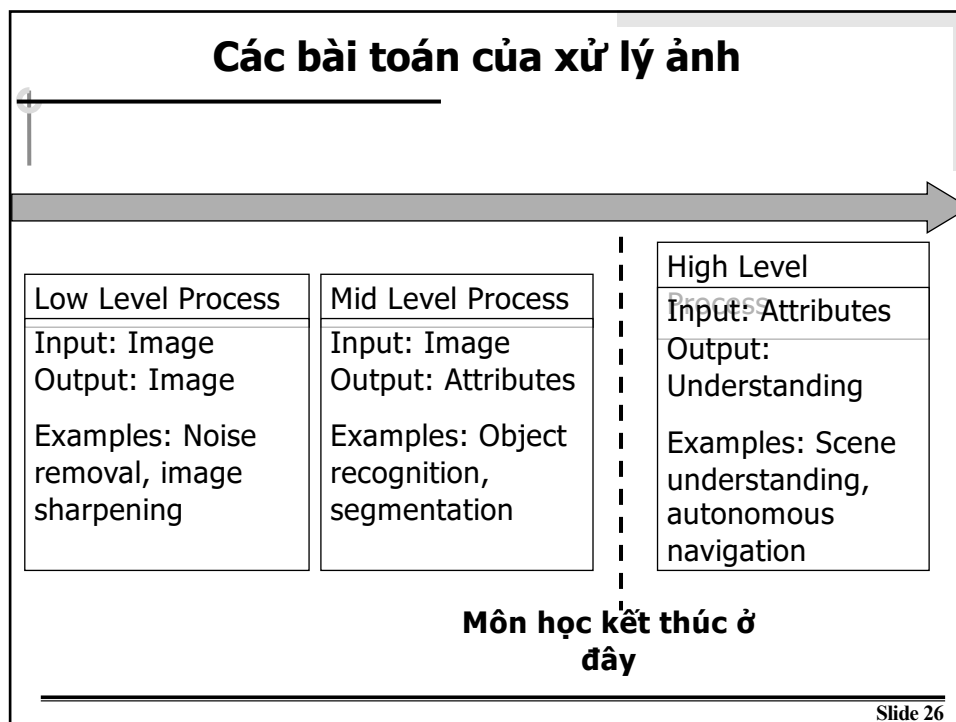 Các bài toán của xử lý ảnh
Low Level Process
Input: Image
Output: Image
Examples: Noise
removal, image
sharpening
Mid Level Process
Input: Image
Output: Attributes
Examples: Object
recognition,
segmentation
High Level
Process
Input: Attributes
Output:
Understanding
Examples: Scene
understanding,
autonomous
navigation
Môn học kết thúc ở
đây
Slide 26